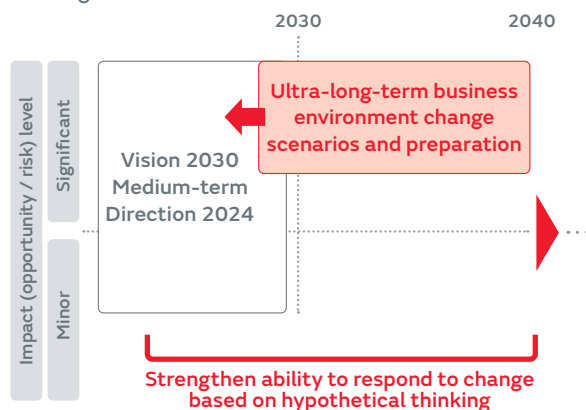 2030
2040
Impact (opportunity / risk) level
Significant
Minor
Vision 2030
Medium-term
Direction 2024
Ultra-long-term business
environment change
scenarios and preparation
Strengthen ability to respond to change
based on hypothetical thinking